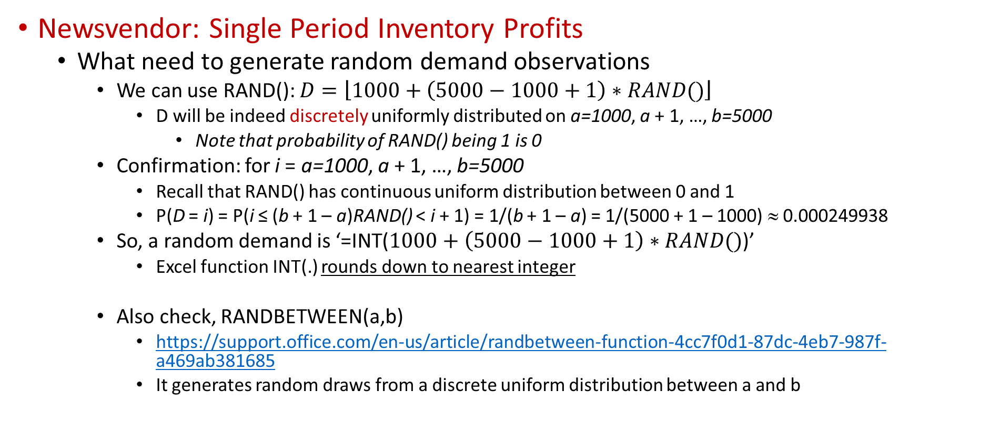 • Newsvendor: Single Period Inventory Profits
• What need to generate random demand observations
• We can use RAND(): 𝐷 = ⌊1000 + (5000 − 1000 + 1) ∗ 𝑅𝐴𝑁𝐷()⌋
• D will be indeed discretely uniformly distributed on a=1000, a + 1, …, b=5000
• Note that probability of RAND() being 1 is 0
• Confirmation: for i = a=1000, a + 1, …, b=5000
• Recall that RAND() has continuous uniform distribution between 0 and 1
• P(D = i) = P(i ≤ (b + 1 – a)RAND() < i + 1) = 1/(b + 1 – a) = 1/(5000 + 1 – 1000) ≈ 0.000249938
• So, a random demand is ‘=INT(1000 + (5000 − 1000 + 1) ∗ 𝑅𝐴𝑁𝐷())’
• Excel function INT(.) rounds down to nearest integer
• Also check, RANDBETWEEN(a,b)
• https://support.office.com/en-us/article/randbetween-function-4cc7f0d1-87dc-4eb7-987f-
a469ab381685
• It generates random draws from a discrete uniform distribution between a and b